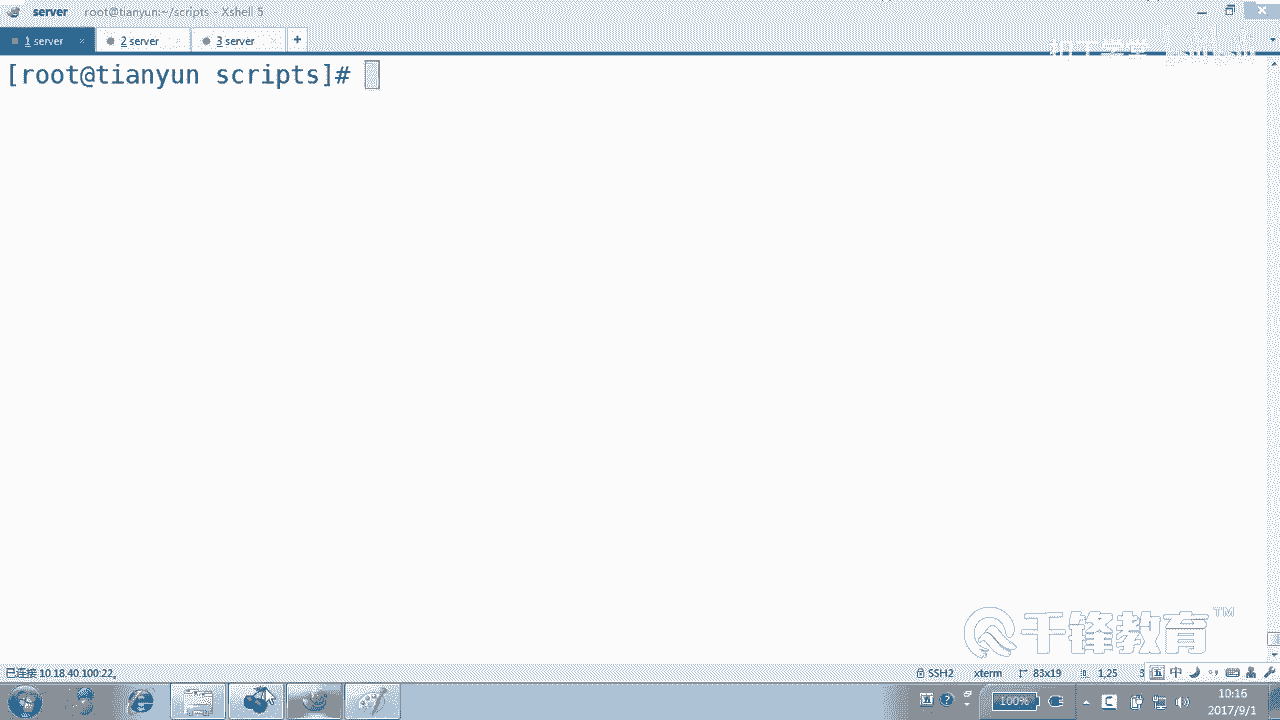 server root@tianyun:~/scripts - Xshell 5
1 server × 2 server × 3 server × +
[root@tianyun scripts]#
千锋教育™
已连接 10.18.40.100:22。
SSH2 xterm 83x19 1,25 3 中
100% 10:16
2017/9/1